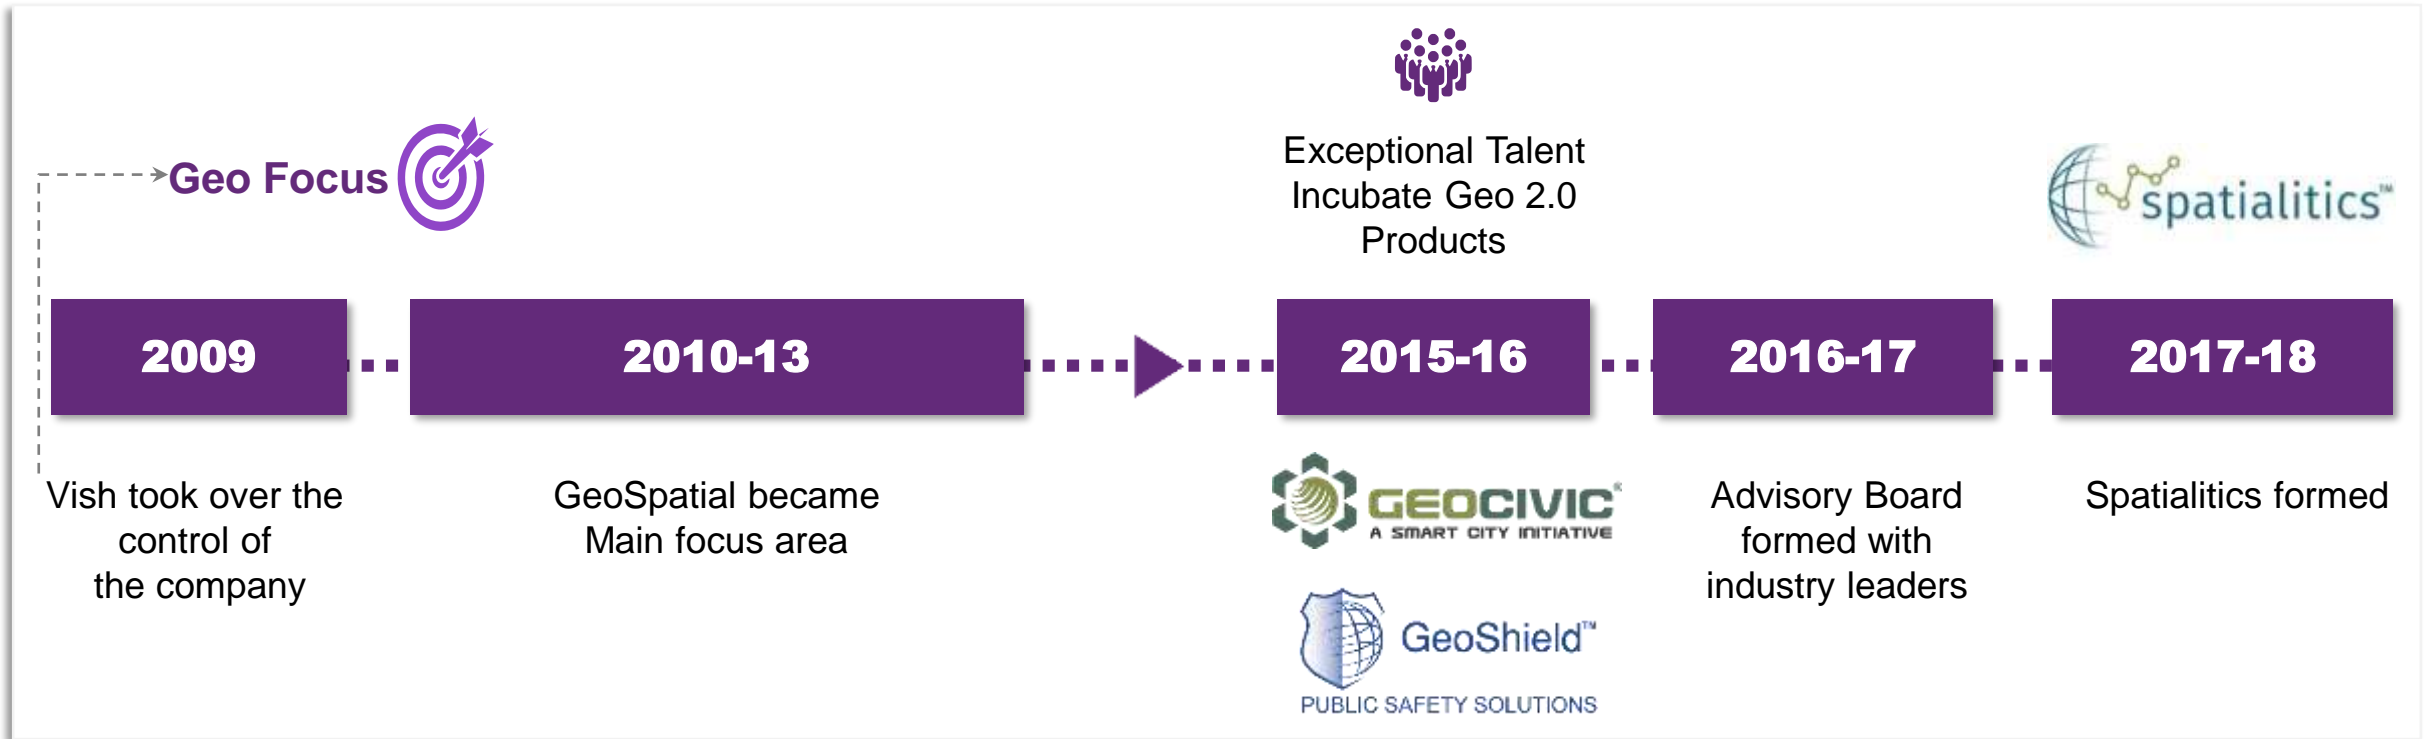 Geo Focus
Exceptional Talent
Incubate Geo 2.0
Products
spatialitics™
2009
2010-13
2015-16
2016-17
2017-18
Vish took over the
control of
the company
GeoSpatial became
Main focus area
GEOCIVIC®
A SMART CITY INITIATIVE
GeoShield™
PUBLIC SAFETY SOLUTIONS
Advisory Board
formed with
industry leaders
Spatialitics formed